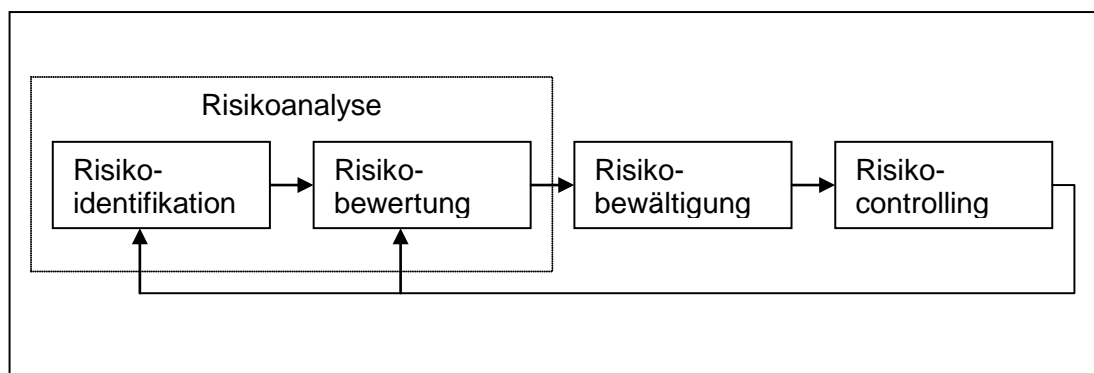 Risikoanalyse
Risiko-
identifikation
Risiko-
bewertung
Risiko-
bewältigung
Risiko-
controlling